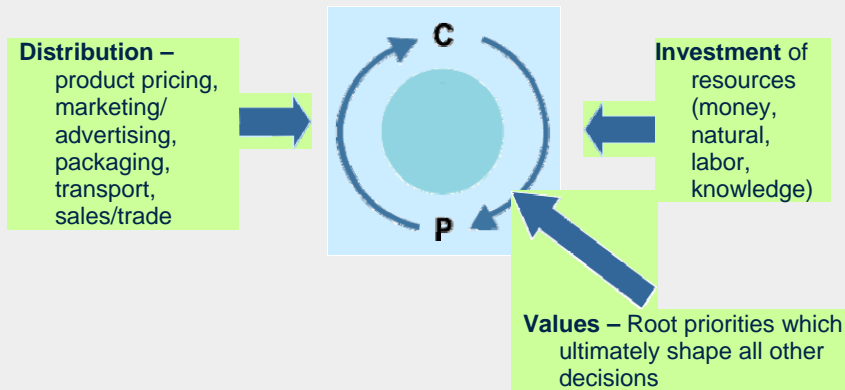 Distribution –
product pricing,
marketing/
advertising,
packaging,
transport,
sales/trade
C
P
Investment of
resources
(money,
natural,
labor,
knowledge)
Values – Root priorities which
ultimately shape all other
decisions